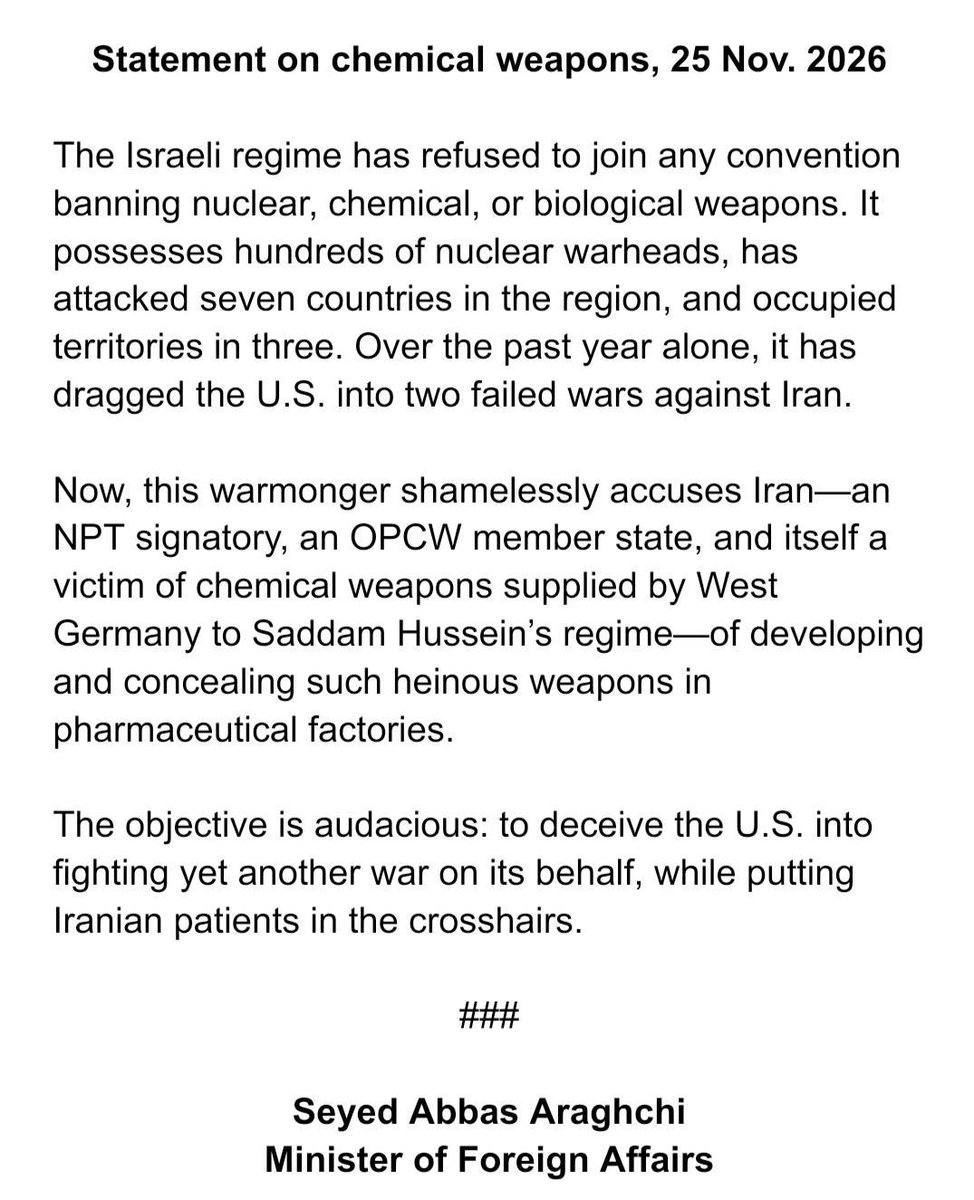 Statement on chemical weapons, 25 Nov. 2026
The Israeli regime has refused to join any convention
banning nuclear, chemical, or biological weapons. It
possesses hundreds of nuclear warheads, has
attacked seven countries in the region, and occupied
territories in three. Over the past year alone, it has
dragged the U.S. into two failed wars against Iran.
Now, this warmonger shamelessly accuses Iran—an
NPT signatory, an OPCW member state, and itself a
victim of chemical weapons supplied by West
Germany to Saddam Hussein’s regime—of developing
and concealing such heinous weapons in
pharmaceutical factories.
The objective is audacious: to deceive the U.S. into
fighting yet another war on its behalf, while putting
Iranian patients in the crosshairs.
###
Seyed Abbas Araghchi
Minister of Foreign Affairs